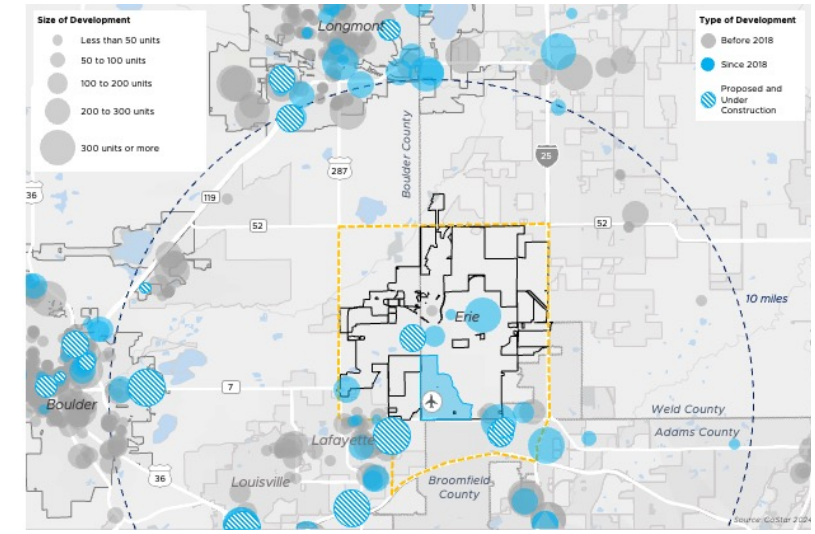 Size of Development
Less than 50 units
50 to 100 units
100 to 200 units
200 to 300 units
300 units or more
Type of Development
Before 2018
Since 2018
Proposed and
Under
Construction
Longmont
Boulder County
287
25
36
119
52
52
10 miles
Erie
7
Boulder
Weld County
Adams County
Lafayette
36
Louisville
Broomfield
County
Source: CoStar 2024